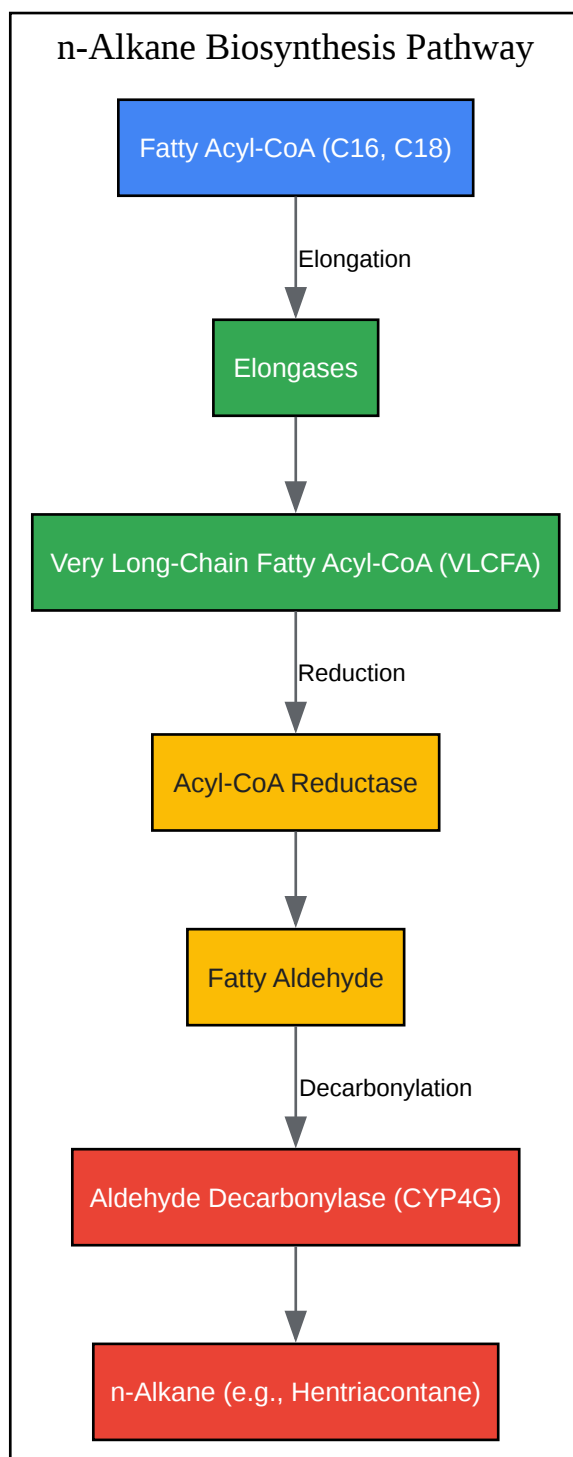 n-Alkane Biosynthesis Pathway
Fatty Acyl-CoA (C16, C18)
Elongation
Elongases
Very Long-Chain Fatty Acyl-CoA (VLCFA)
Reduction
Acyl-CoA Reductase
Fatty Aldehyde
Decarbonylation
Aldehyde Decarbonylase (CYP4G)
n-Alkane (e.g., Hentriacontane)